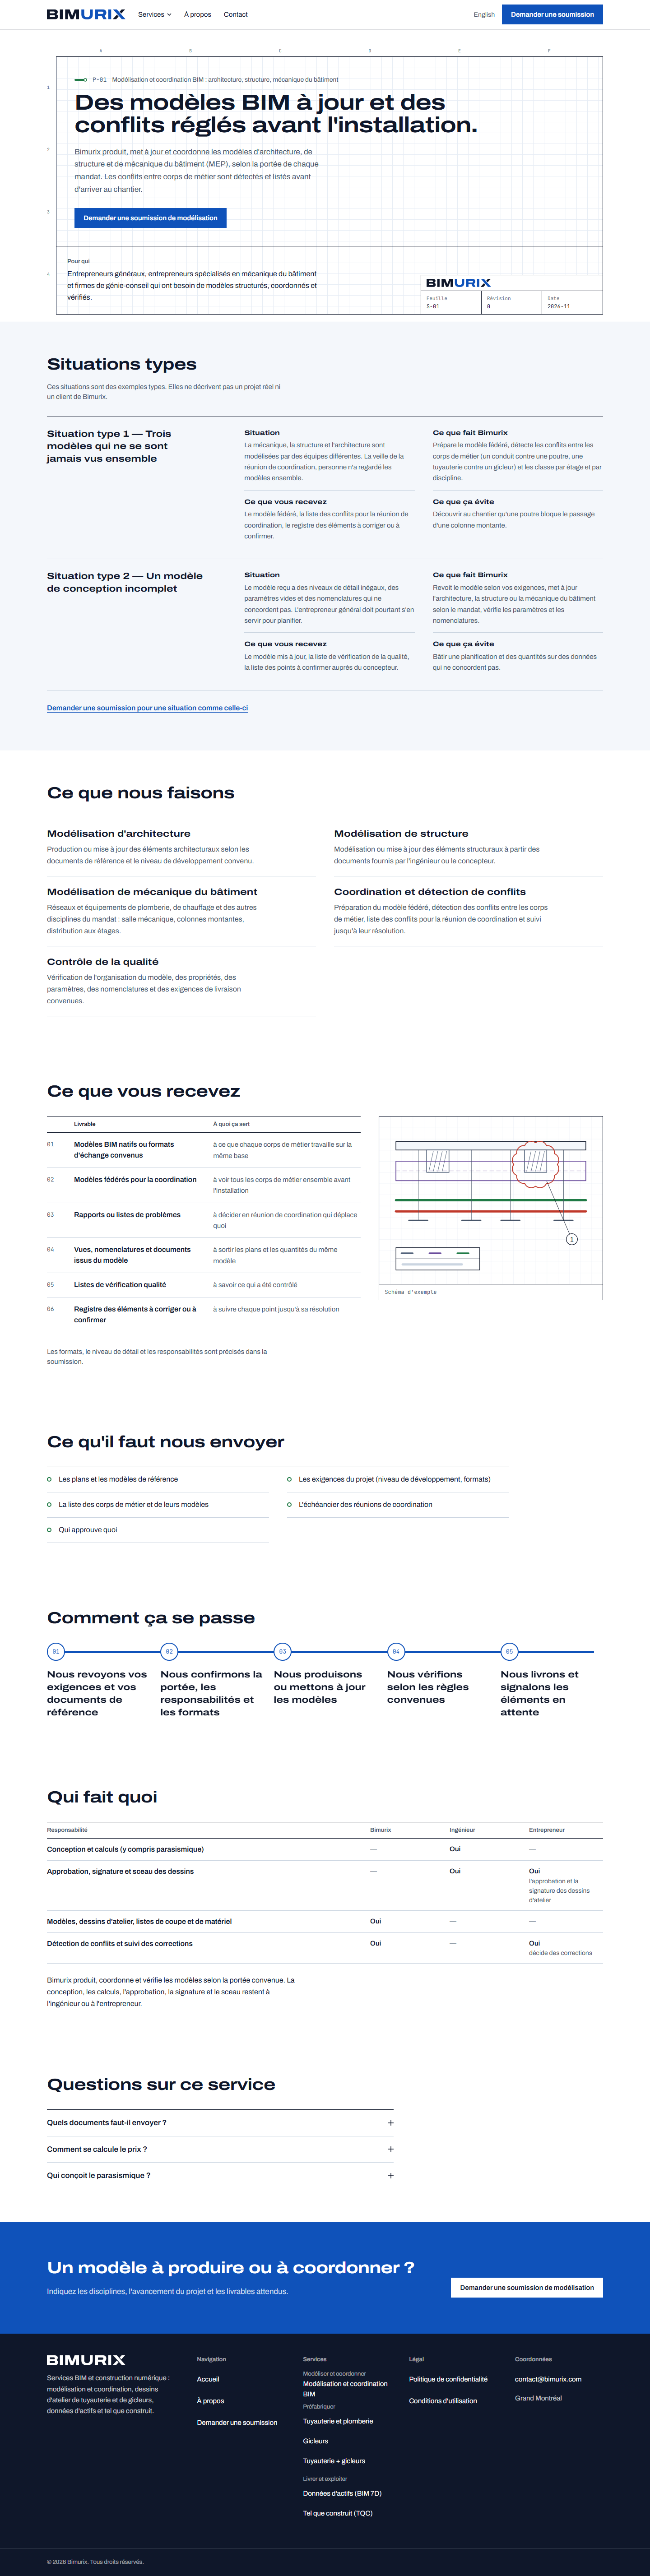 BIMURIX
Services
À propos
Contact
English
Demander une soumission
A
B
C
D
E
F
1
2
3
4
P-01 Modélisation et coordination BIM : architecture, structure, mécanique du bâtiment
Des modèles BIM à jour et des
conflits réglés avant l'installation.
Bimurix produit, met à jour et coordonne les modèles d'architecture, de
structure et de mécanique du bâtiment (MEP), selon la portée de chaque
mandat. Les conflits entre corps de métier sont détectés et listés avant
d'arriver au chantier.
Demander une soumission de modélisation
Pour qui
Entrepreneurs généraux, entrepreneurs spécialisés en mécanique du bâtiment
et firmes de génie-conseil qui ont besoin de modèles structurés, coordonnés et
vérifiés.
BIMURIX
Feuille
S-01
Révision
0
Date
2026-11
Situations types
Ces situations sont des exemples types. Elles ne décrivent pas un projet réel ni
un client de Bimurix.
Situation type 1 — Trois
modèles qui ne se sont
jamais vus ensemble
Situation
La mécanique, la structure et l'architecture sont
modélisées par des équipes différentes. La veille de la
réunion de coordination, personne n'a regardé les
modèles ensemble.
Ce que fait Bimurix
Prépare le modèle fédéré, détecte les conflits entre les
corps de métier (un conduit contre une poutre, une
tuyauterie contre un gicleur) et les classe par étage et par
discipline.
Ce que vous recevez
Le modèle fédéré, la liste des conflits pour la réunion de
coordination, le registre des éléments à corriger ou à
confirmer.
Ce que ça évite
Découvrir au chantier qu'une poutre bloque le passage
d'une colonne montante.
Situation type 2 — Un modèle
de conception incomplet
Situation
Le modèle reçu a des niveaux de détail inégaux, des
paramètres vides et des nomenclatures qui ne
concordent pas. L'entrepreneur général doit pourtant s'en
servir pour planifier.
Ce que fait Bimurix
Revoit le modèle selon vos exigences, met à jour
l'architecture, la structure ou la mécanique du bâtiment
selon le mandat, vérifie les paramètres et les
nomenclatures.
Ce que vous recevez
Le modèle mis à jour, la liste de vérification de la qualité,
la liste des points à confirmer auprès du concepteur.
Ce que ça évite
Bâtir une planification et des quantités sur des données
qui ne concordent pas.
Demander une soumission pour une situation comme celle-ci
Ce que nous faisons
Modélisation d'architecture
Production ou mise à jour des éléments architecturaux selon les
documents de référence et le niveau de développement convenu.
Modélisation de structure
Modélisation ou mise à jour des éléments structuraux à partir des
documents fournis par l'ingénieur ou le concepteur.
Modélisation de mécanique du bâtiment
Réseaux et équipements de plomberie, de chauffage et des autres
disciplines du mandat : salle mécanique, colonnes montantes,
distribution aux étages.
Coordination et détection de conflits
Préparation du modèle fédéré, détection des conflits entre les corps
de métier, liste des conflits pour la réunion de coordination et suivi
jusqu'à leur résolution.
Contrôle de la qualité
Vérification de l'organisation du modèle, des propriétés, des
paramètres, des nomenclatures et des exigences de livraison
convenues.
Ce que vous recevez
Livrable
À quoi ça sert
01
Modèles BIM natifs ou formats
d'échange convenus
à ce que chaque corps de métier travaille sur la
même base
02
Modèles fédérés pour la coordination
à voir tous les corps de métier ensemble avant
l'installation
03
Rapports ou listes de problèmes
à décider en réunion de coordination qui déplace
quoi
04
Vues, nomenclatures et documents
issus du modèle
à sortir les plans et les quantités du même
modèle
05
Listes de vérification qualité
à savoir ce qui a été contrôlé
06
Registre des éléments à corriger ou à
confirmer
à suivre chaque point jusqu'à sa résolution
1
Schéma d'exemple
Les formats, le niveau de détail et les responsabilités sont précisés dans la
soumission.
Ce qu'il faut nous envoyer
Les plans et les modèles de référence
Les exigences du projet (niveau de développement, formats)
La liste des corps de métier et de leurs modèles
L'échéancier des réunions de coordination
Qui approuve quoi
Comment ça se passe
01
02
03
04
05
Nous revoyons vos
exigences et vos
documents de
référence
Nous confirmons la
portée, les
responsabilités et
les formats
Nous produisons
ou mettons à jour
les modèles
Nous vérifions
selon les règles
convenues
Nous livrons et
signalons les
éléments en
attente
Qui fait quoi
Responsabilité
Bimurix
Ingénieur
Entrepreneur
Conception et calculs (y compris parasismique)
—
Oui
—
Approbation, signature et sceau des dessins
—
Oui
Oui
l'approbation et la
signature des dessins
d'atelier
Modèles, dessins d'atelier, listes de coupe et de matériel
Oui
—
—
Détection de conflits et suivi des corrections
Oui
—
Oui
décide des corrections
Bimurix produit, coordonne et vérifie les modèles selon la portée convenue. La
conception, les calculs, l'approbation, la signature et le sceau restent à
l'ingénieur ou à l'entrepreneur.
Questions sur ce service
Quels documents faut-il envoyer ?
+
Comment se calcule le prix ?
+
Qui conçoit le parasismique ?
+
Un modèle à produire ou à coordonner ?
Indiquez les disciplines, l'avancement du projet et les livrables attendus.
Demander une soumission de modélisation
BIMURIX
Services BIM et construction numérique :
modélisation et coordination, dessins
d'atelier de tuyauterie et de gicleurs,
données d'actifs et tel que construit.
Navigation
Accueil
À propos
Demander une soumission
Services
Modéliser et coordonner
Modélisation et coordination
BIM
Préfabriquer
Tuyauterie et plomberie
Gicleurs
Tuyauterie + gicleurs
Livrer et exploiter
Données d'actifs (BIM 7D)
Tel que construit (TQC)
Légal
Politique de confidentialité
Conditions d'utilisation
Coordonnées
contact@bimurix.com
Grand Montréal
© 2026 Bimurix. Tous droits réservés.